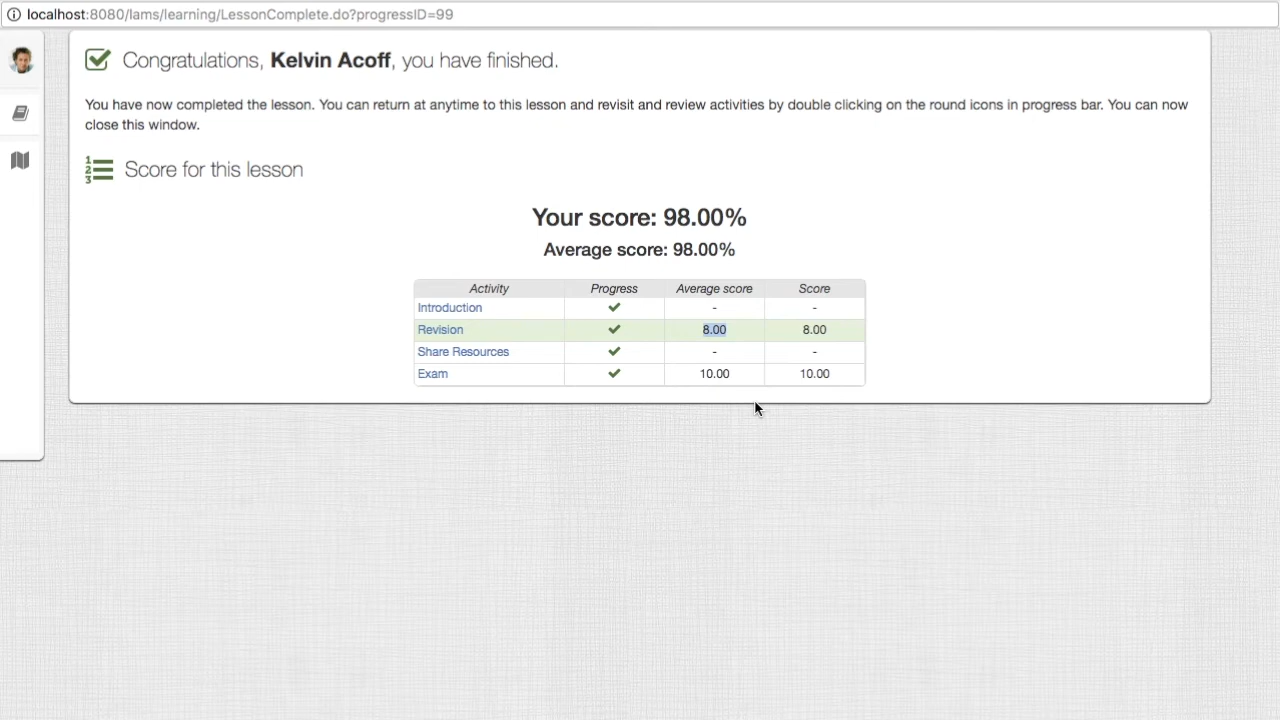 localhost:8080/lams/learning/LessonComplete.do?progressID=99
Congratulations, Kelvin Acoff, you have finished.
You have now completed the lesson. You can return at anytime to this lesson and revisit and review activities by double clicking on the round icons in progress bar. You can now
close this window.
Score for this lesson
Your score: 98.00%
Average score: 98.00%
Activity Progress Average score Score
Introduction - -
Revision 8.00 8.00
Share Resources - -
Exam 10.00 10.00